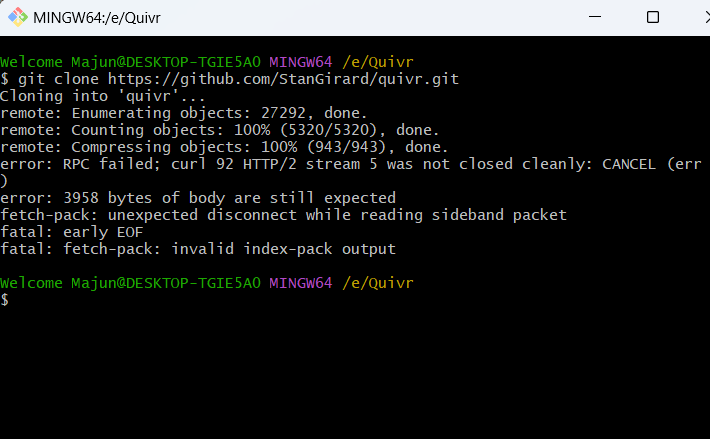 MINGW64:/e/Quivr
Welcome Majun@DESKTOP-TGIE5AO MINGW64 /e/Quivr
$ git clone https://github.com/StanGirard/quivr.git
Cloning into 'quivr'...
remote: Enumerating objects: 27292, done.
remote: Counting objects: 100% (5320/5320), done.
remote: Compressing objects: 100% (943/943), done.
error: RPC failed; curl 92 HTTP/2 stream 5 was not closed cleanly: CANCEL (err
)
error: 3958 bytes of body are still expected
fetch-pack: unexpected disconnect while reading sideband packet
fatal: early EOF
fatal: fetch-pack: invalid index-pack output
Welcome Majun@DESKTOP-TGIE5AO MINGW64 /e/Quivr
$